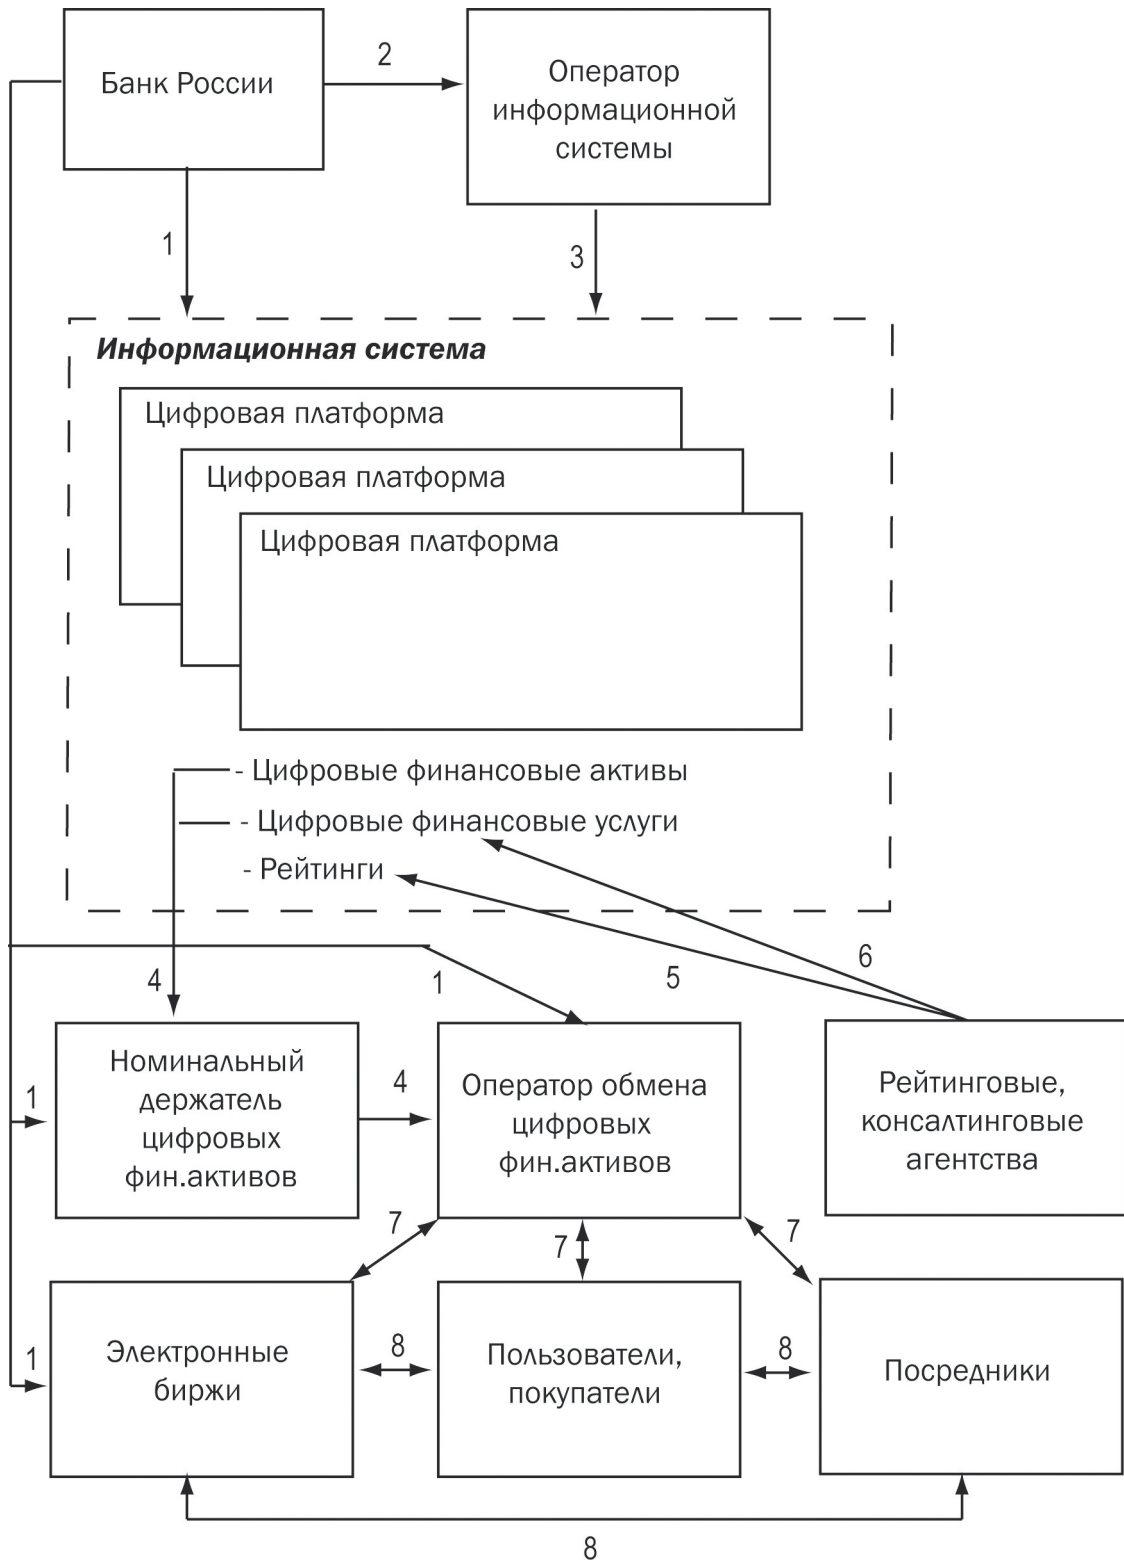 Банк России
2
Оператор
информационной
системы
1
3
Информационная система
Цифровая платформа
Цифровая платформа
Цифровая платформа
- Цифровые финансовые активы
- Цифровые финансовые услуги
- Рейтинги
4
1
5
6
1
Номинальный
держатель
цифровых
фин.активов
4
Оператор обмена
цифровых
фин.активов
Рейтинговые,
консалтинговые
агентства
7
7
7
1
Электронные
биржи
8
Пользователи,
покупатели
8
Посредники
8